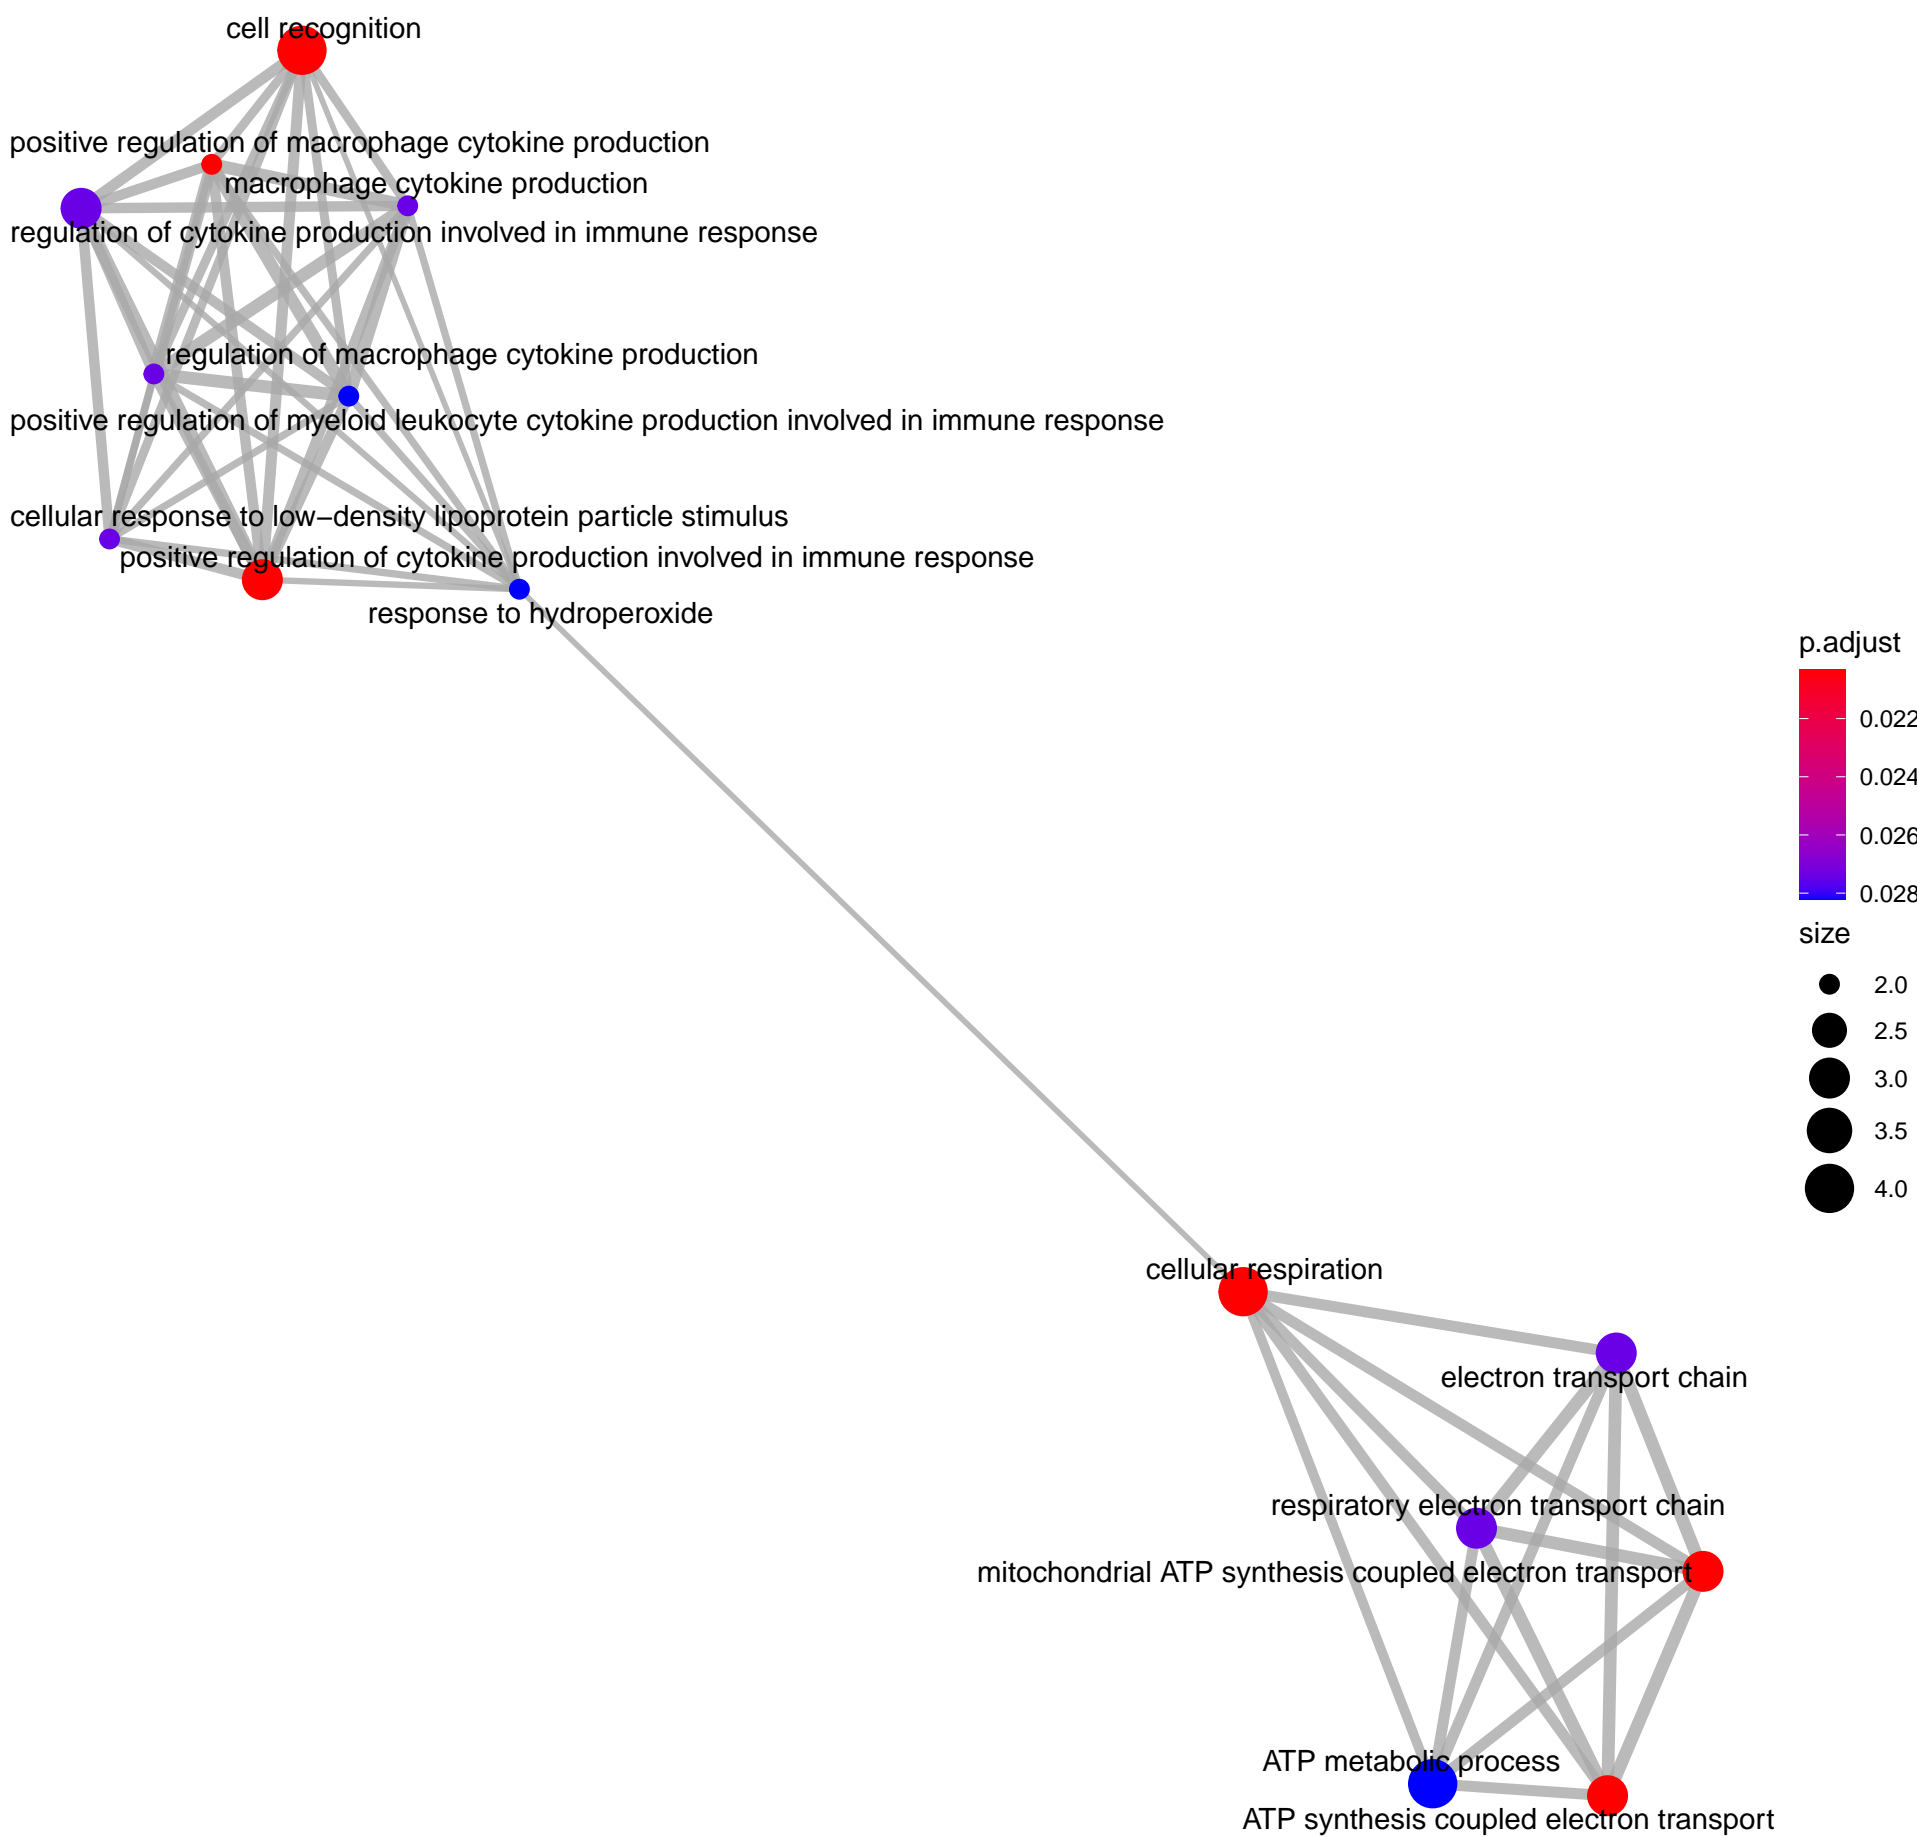 cell recognition
positive regulation of macrophage cytokine production
macrophage cytokine production
regulation of cytokine production involved in immune response
regulation of macrophage cytokine production
positive regulation of myeloid leukocyte cytokine production involved in immune response
cellular response to low−density lipoprotein particle stimulus
positive regulation of cytokine production involved in immune response
response to hydroperoxide
p.adjust
0.022
0.024
0.026
0.028
size
2.0
2.5
3.0
3.5
4.0
cellular respiration
electron transport chain
respiratory electron transport chain
mitochondrial ATP synthesis coupled electron transport
ATP metabolic process
ATP synthesis coupled electron transport